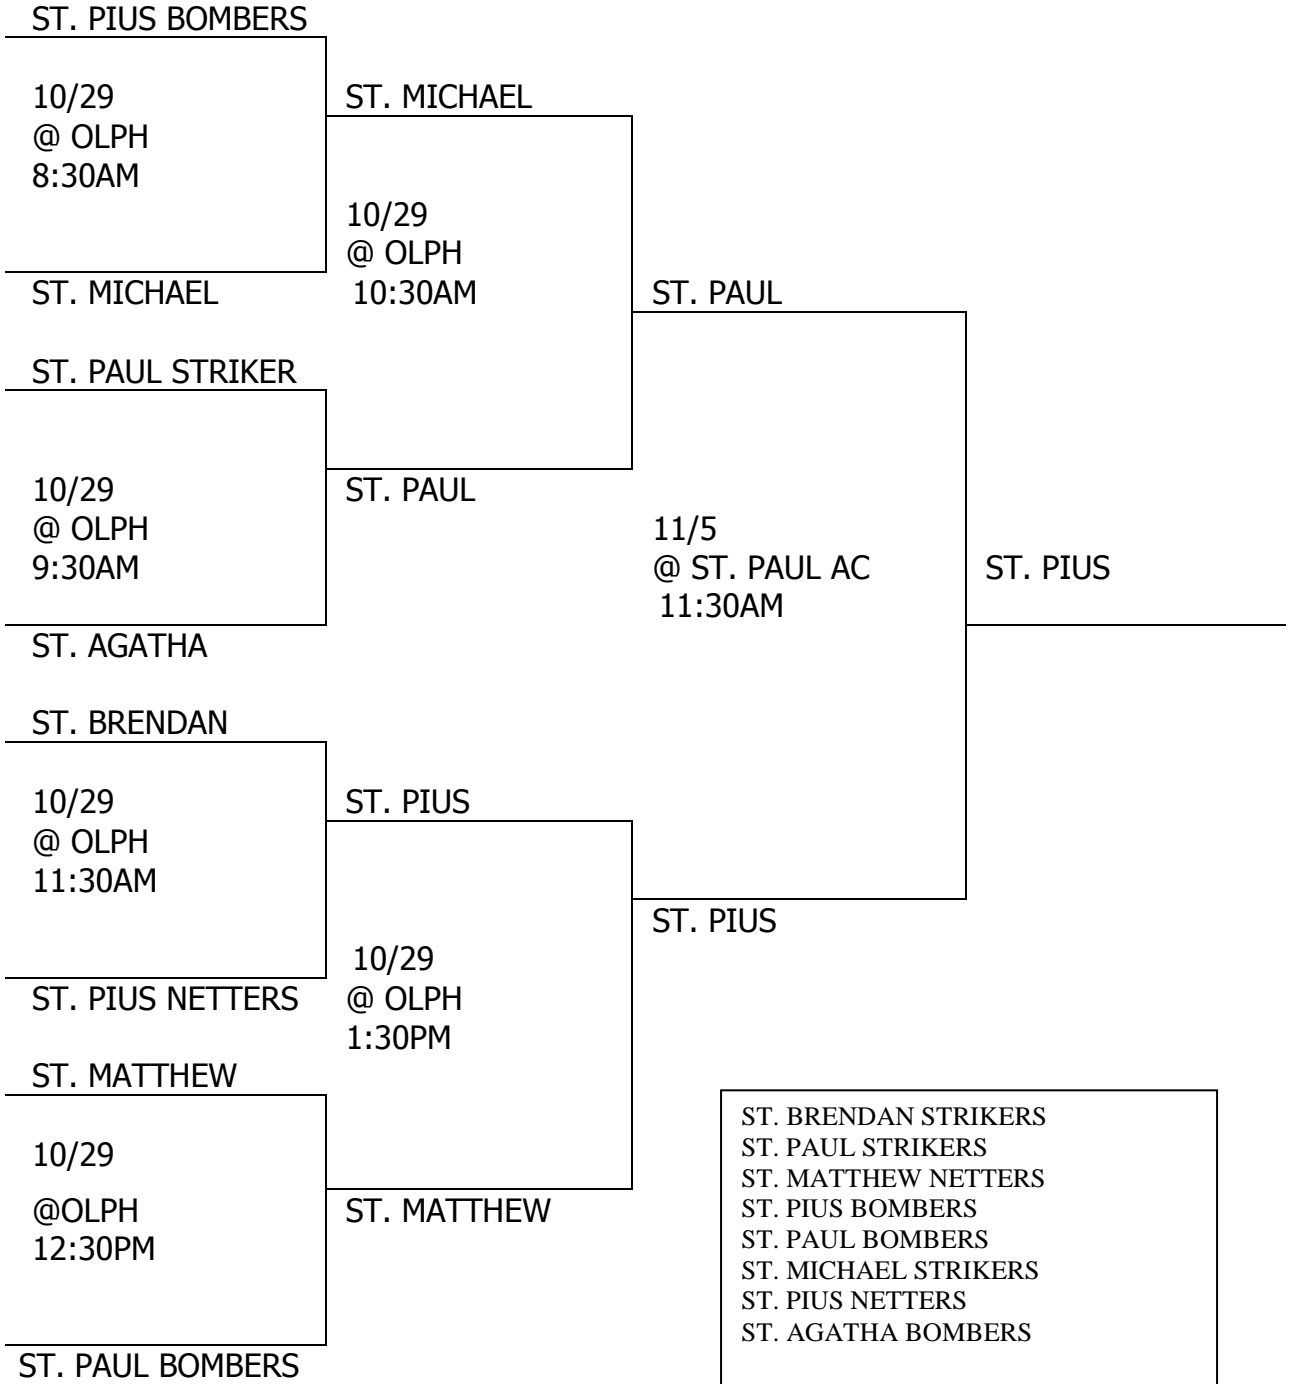 ST. PIUS BOMBERS
10/29
@ OLPH
8:30AM
ST. MICHAEL
ST. MICHAEL
10/29
@ OLPH
10:30AM
ST. PAUL STRIKER
10/29
@ OLPH
9:30AM
ST. AGATHA
ST. PAUL
ST. PAUL
11/5
@ ST. PAUL AC
11:30AM
ST. PIUS
ST. BRENDAN
10/29
@ OLPH
11:30AM
ST. PIUS NETTERS
ST. PIUS
10/29
@ OLPH
1:30PM
ST. PIUS
ST. MATTHEW
10/29
@OLPH
12:30PM
ST. PAUL BOMBERS
ST. MATTHEW
ST. BRENDAN STRIKERS
ST. PAUL STRIKERS
ST. MATTHEW NETTERS
ST. PIUS BOMBERS
ST. PAUL BOMBERS
ST. MICHAEL STRIKERS
ST. PIUS NETTERS
ST. AGATHA BOMBERS